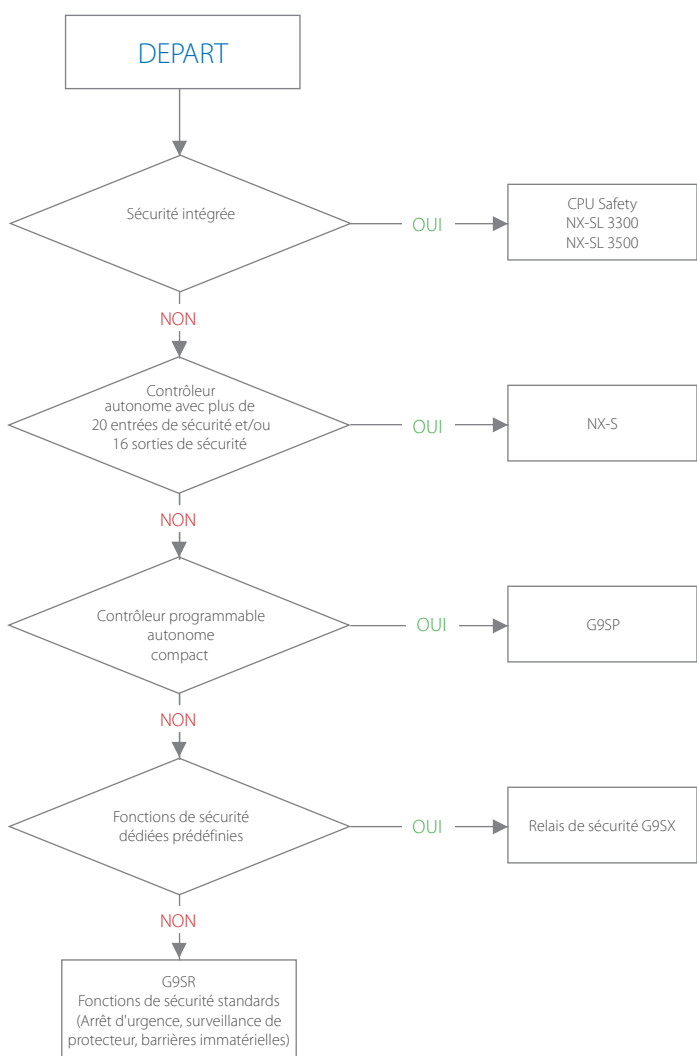 DEPART
Sécurité intégrée
OUI
CPU Safety
NX-SL 3300
NX-SL 3500
NON
Contrôleur
autonome avec plus de
20 entrées de sécurité et/ou
16 sorties de sécurité
OUI
NX-S
NON
Contrôleur programmable
autonome
compact
OUI
G9SP
NON
Fonctions de sécurité
dédiées prédéfinies
OUI
Relais de sécurité G9SX
NON
G9SR
Fonctions de sécurité standards
(Arrêt d'urgence, surveillance de
protecteur, barrières immatérielles)